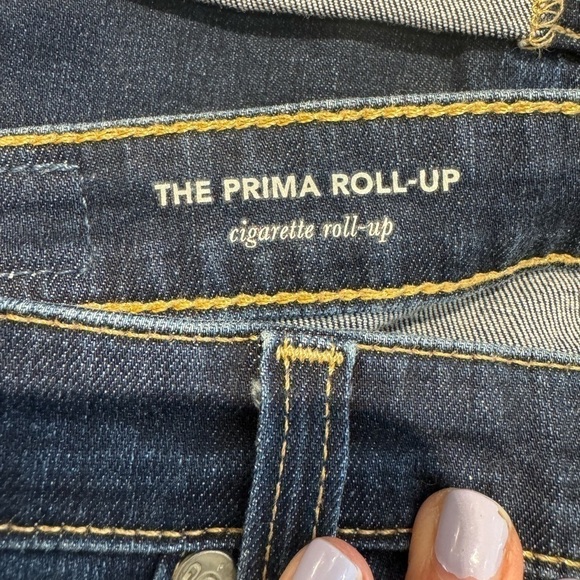 THE PRIMA ROLL-UP
cigarette roll-up